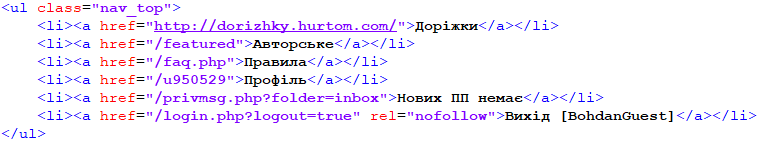 <ul class="nav_top">
<li><a href="http://dorizhky.hurtom.com/">Доріжки</a></li>
<li><a href="/featured">Авторське</a></li>
<li><a href="/faq.php">Правила</a></li>
<li><a href="/u950529">Профіль</a></li>
<li><a href="/privmsg.php?folder=inbox">Нових ПП немає</a></li>
<li><a href="/login.php?logout=true" rel="nofollow">Вихід [BohdanGuest]</a></li>
</ul>